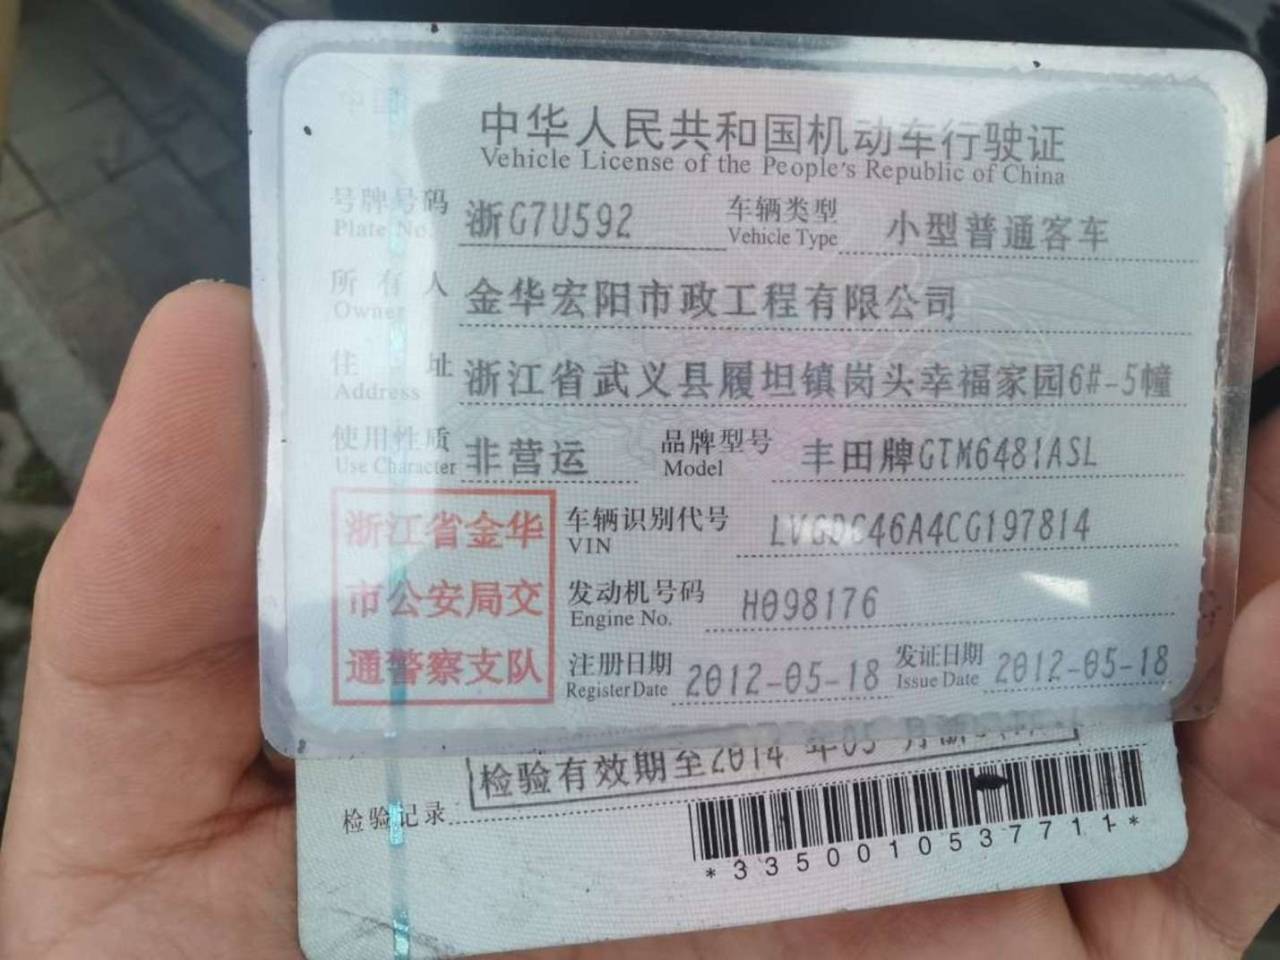 中华人民共和国机动车行驶证
Vehicle License of the People's Republic of China
号牌号码 浙G7U592 车辆类型 小型普通客车
Plate No. Vehicle Type
所有人 金华宏阳市政工程有限公司
Owner
住址 浙江省武义县履坦镇岗头幸福家园6#-5幢
Address
使用性质 非营运 品牌型号 丰田牌GTM6481ASL
Use Character Model
浙江省金华
市公安局交
通警察支队
车辆识别代号 LVGDC46A4CG197814
VIN
发动机号码 H098176
Engine No.
注册日期 2012-05-18 发证日期 2012-05-18
Register Date Issue Date
检验有效期至2014年05月
检验记录
*3350010537711*